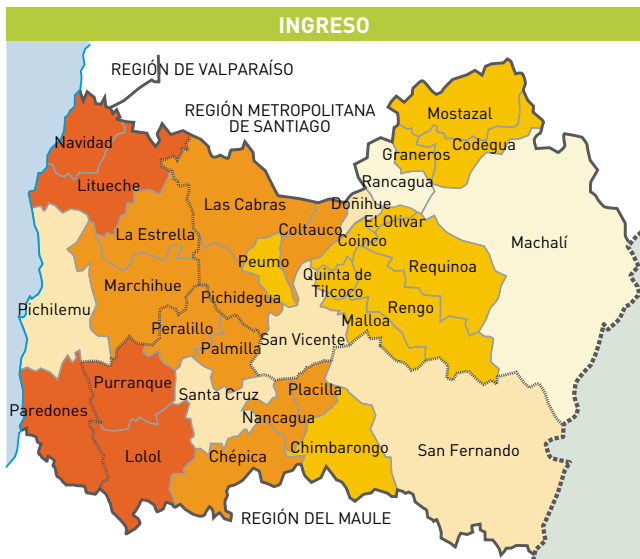 INGRESO
REGIÓN DE VALPARAÍSO
REGIÓN METROPOLITANA
DE SANTIAGO
Mostazal
Codegua
Graneros
Navidad
Rancagua
Litueche
Doñihue
Las Cabras
El Olivar
Coltauco
Coinco
La Estrella
Machalí
Peumo
Requinoa
Quinta de
Tilcoco
Marchihue
Pichidegua
Pichilemu
Rengo
Malloa
Peralillo
San Vicente
Palmilla
Purranque
Santa Cruz
Placilla
Paredones
Nancagua
Chimbarongo
San Fernando
Lolol
Chépica
REGIÓN DEL MAULE